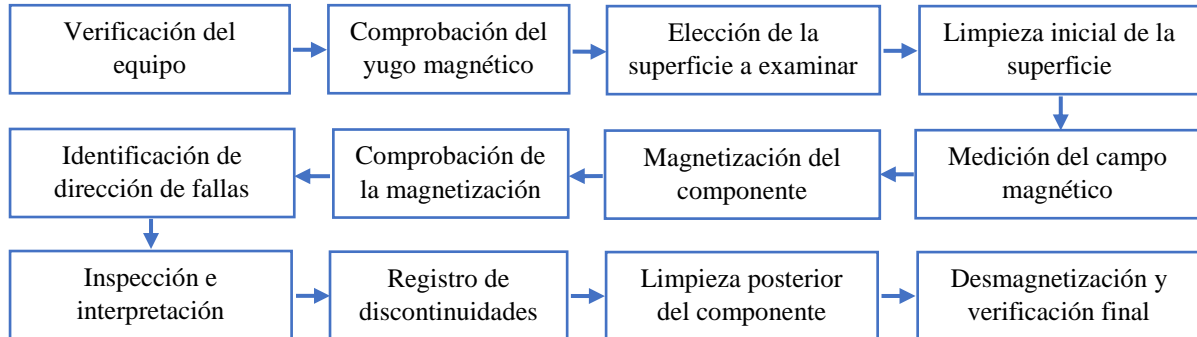 Verificación del
equipo
Comprobación del
yugo magnético
Elección de la
superficie a examinar
Limpieza inicial de la
superficie
Medición del campo
magnético
Magnetización del
componente
Comprobación de
la magnetización
Identificación de
dirección de fallas
Inspección e
interpretación
Registro de
discontinuidades
Limpieza posterior
del componente
Desmagnetización y
verificación final